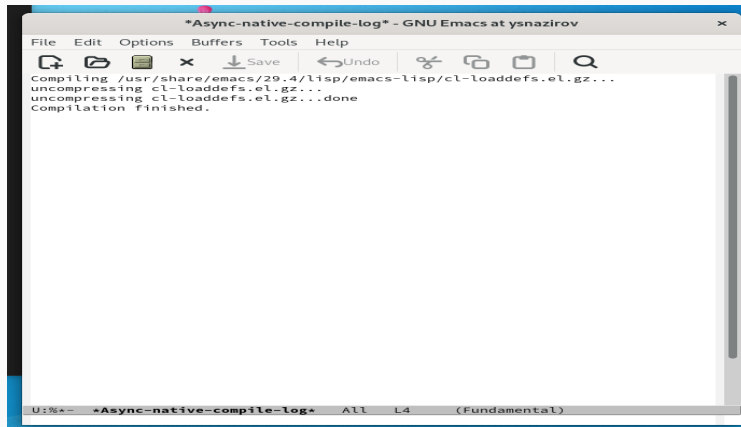 *Async-native-compile-log* - GNU Emacs at ysnazirov
File Edit Options Buffers Tools Help
Save Undo
Compiling /usr/share/emacs/29.4/lisp/emacs-lisp/cl-loaddefs.el.gz...
uncompressing cl-loaddefs.el.gz...
uncompressing cl-loaddefs.el.gz...done
Compilation finished.
U:%*- *Async-native-compile-log* All L4 (Fundamental)